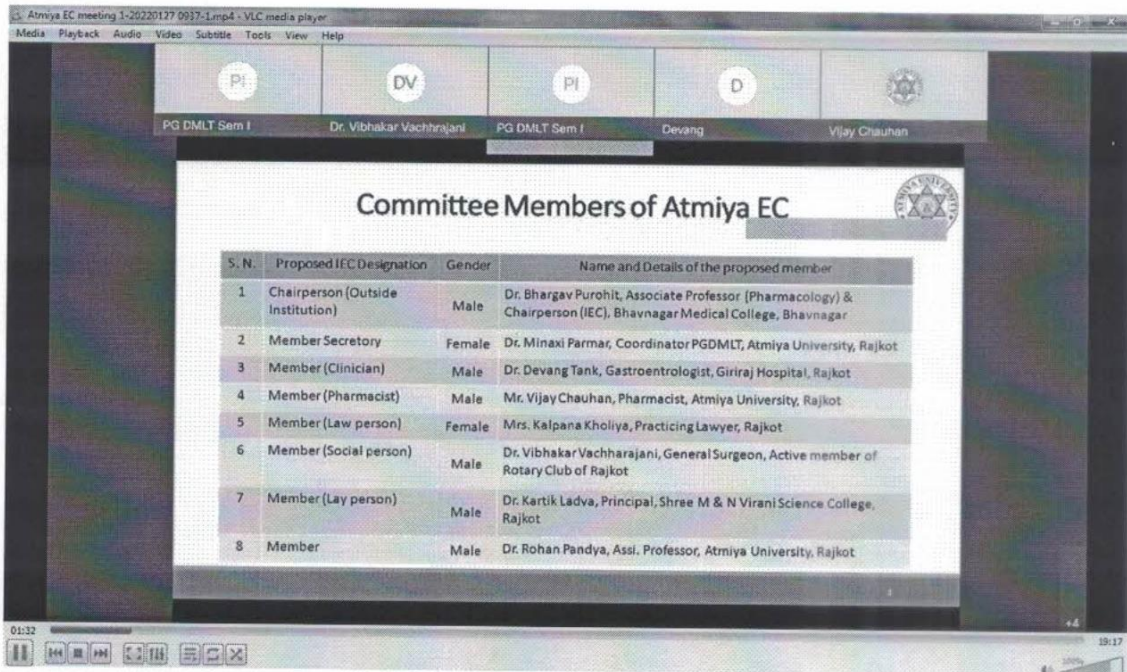 Atmiya EC meeting 1-20220127 0937-1.mp4 - VLC media player
Media Playback Audio Video Subtitle Tools View Help
PI DV PI D
PG DMLT Sem I Dr. Vibhakar Vachhrajani PG DMLT Sem I Devang Vijay Chauhan
Committee Members of Atmiya EC
ATMIYA UNIVERSITY
S. N. Proposed IEC Designation Gender Name and Details of the proposed member
1 Chairperson (Outside Institution) Male Dr. Bhargav Purohit, Associate Professor (Pharmacology) &
Chairperson (IEC), Bhavnagar Medical College, Bhavnagar
2 Member Secretory Female Dr. Minaxi Parmar, Coordinator PGDMLT, Atmiya University, Rajkot
3 Member (Clinician) Male Dr. Devang Tank, Gastroentrologist, Giriraj Hospital, Rajkot
4 Member (Pharmacist) Male Mr. Vijay Chauhan, Pharmacist, Atmiya University, Rajkot
5 Member (Law person) Female Mrs. Kalpana Kholiya, Practicing Lawyer, Rajkot
6 Member (Social person) Male Dr. Vibhakar Vachharajani, General Surgeon, Active member of
Rotary Club of Rajkot
7 Member (Lay person) Male Dr. Kartik Ladva, Principal, Shree M & N Virani Science College,
Rajkot
8 Member Male Dr. Rohan Pandya, Assi. Professor, Atmiya University, Rajkot
+4
01:32 19:17